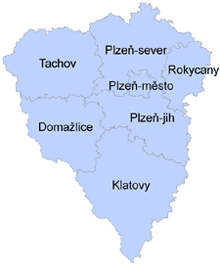 Plzeň-sever
Tachov
Rokycany
Plzeň-město
Plzeň-jih
Domažlice
Klatovy